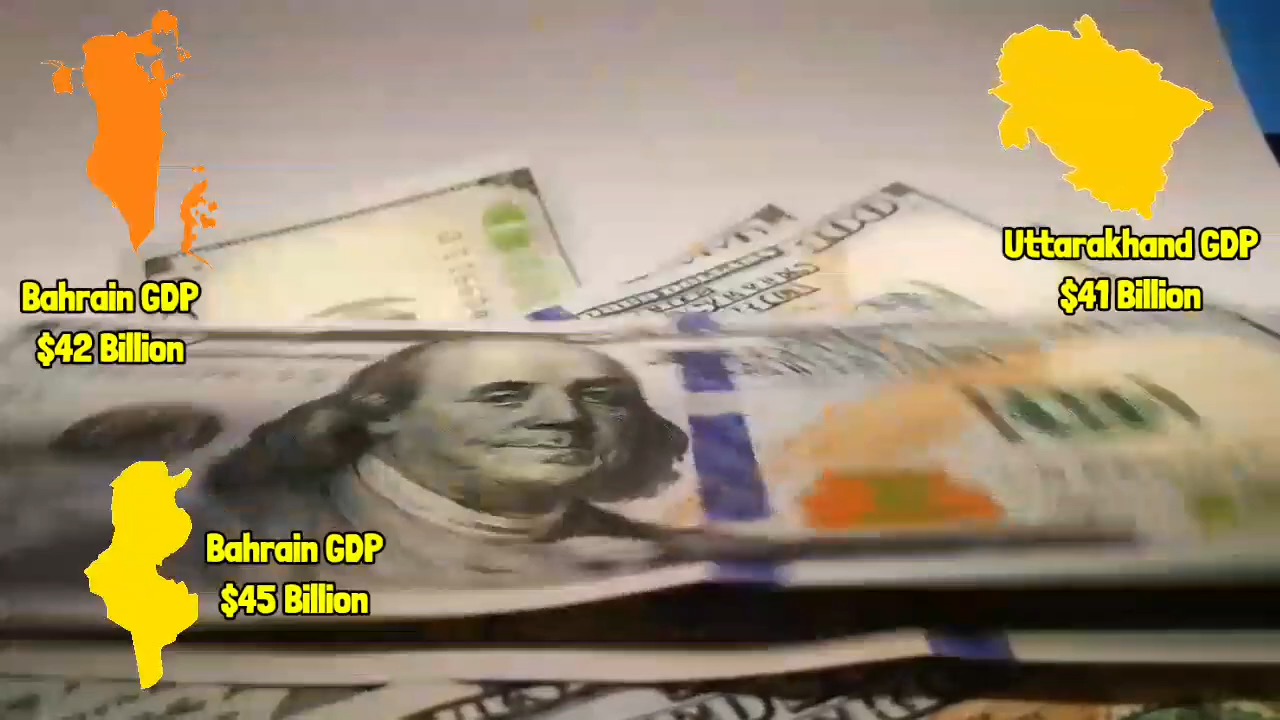 Bahrain GDP
$42 Billion
Uttarakhand GDP
$41 Billion
Bahrain GDP
$45 Billion